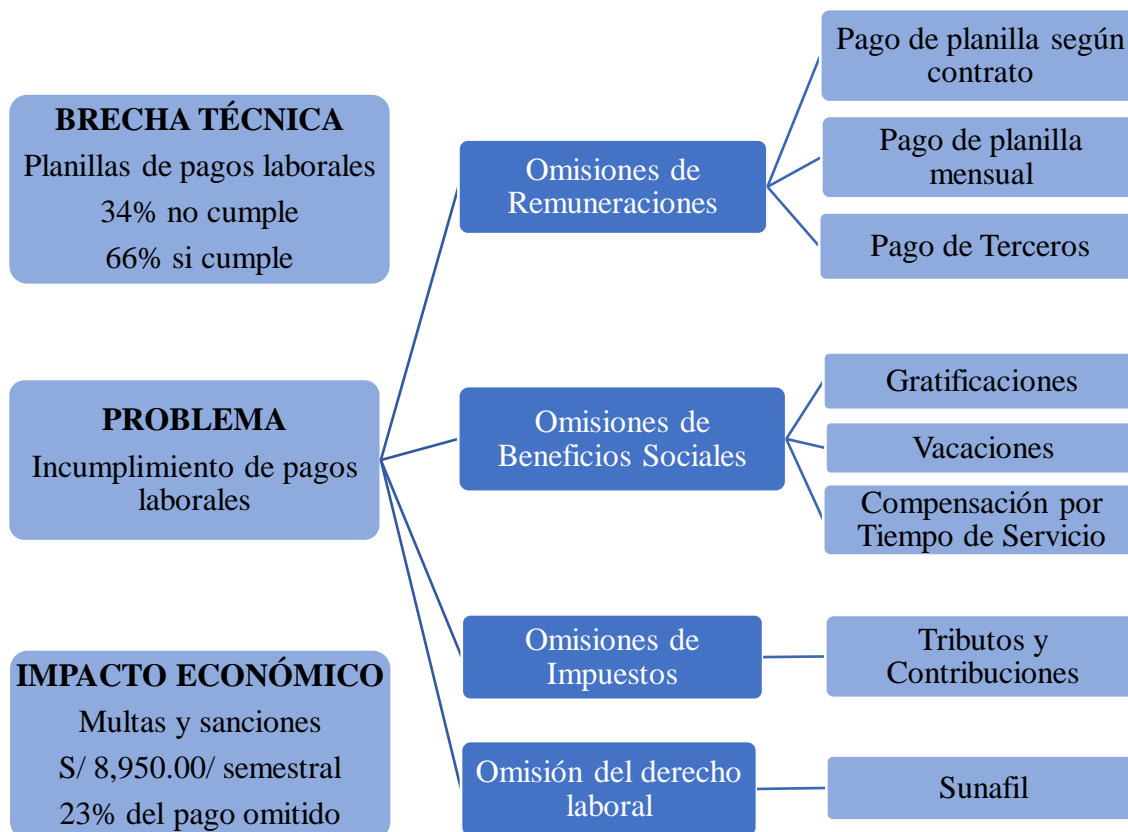 BRECHA TÉCNICA
Planillas de pagos laborales
34% no cumple
66% si cumple
PROBLEMA
Incumplimiento de pagos
laborales
IMPACTO ECONÓMICO
Multas y sanciones
S/ 8,950.00/ semestral
23% del pago omitido
Omisiones de
Remuneraciones
Pago de planilla según
contrato
Pago de planilla
mensual
Pago de Terceros
Omisiones de
Beneficios Sociales
Gratificaciones
Vacaciones
Compensación por
Tiempo de Servicio
Omisiones de
Impuestos
Tributos y
Contribuciones
Omisión del derecho
laboral
Sunafil